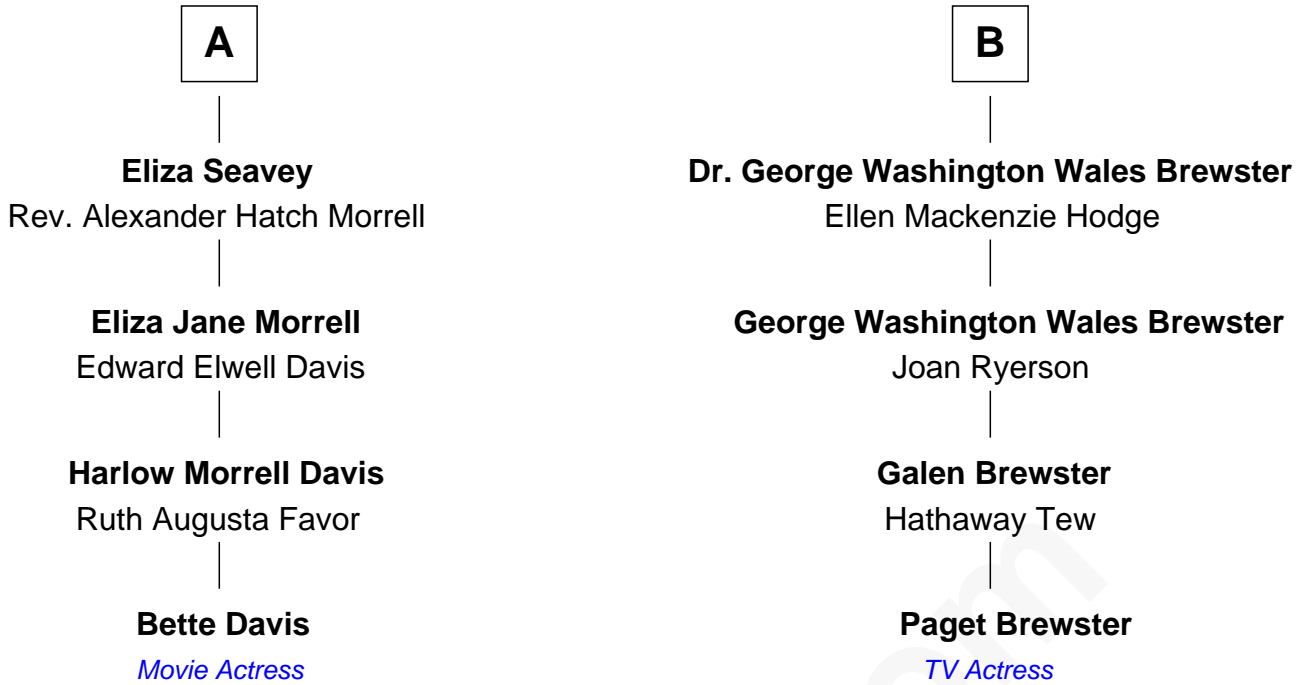 A
Eliza Seavey
Rev. Alexander Hatch Morrell
Eliza Jane Morrell
Edward Elwell Davis
Harlow Morrell Davis
Ruth Augusta Favor
Bette Davis
Movie Actress
B
Dr. George Washington Wales Brewster
Ellen Mackenzie Hodge
George Washington Wales Brewster
Joan Ryerson
Galen Brewster
Hathaway Tew
Paget Brewster
TV Actress